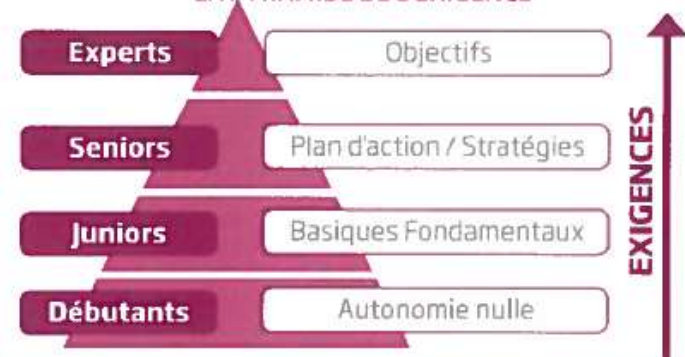 Experts
Objectifs
Seniors
Plan d'action / Stratégies
Juniors
Basiques Fondamentaux
Débutants
Autonomie nulle
EXIGENCES